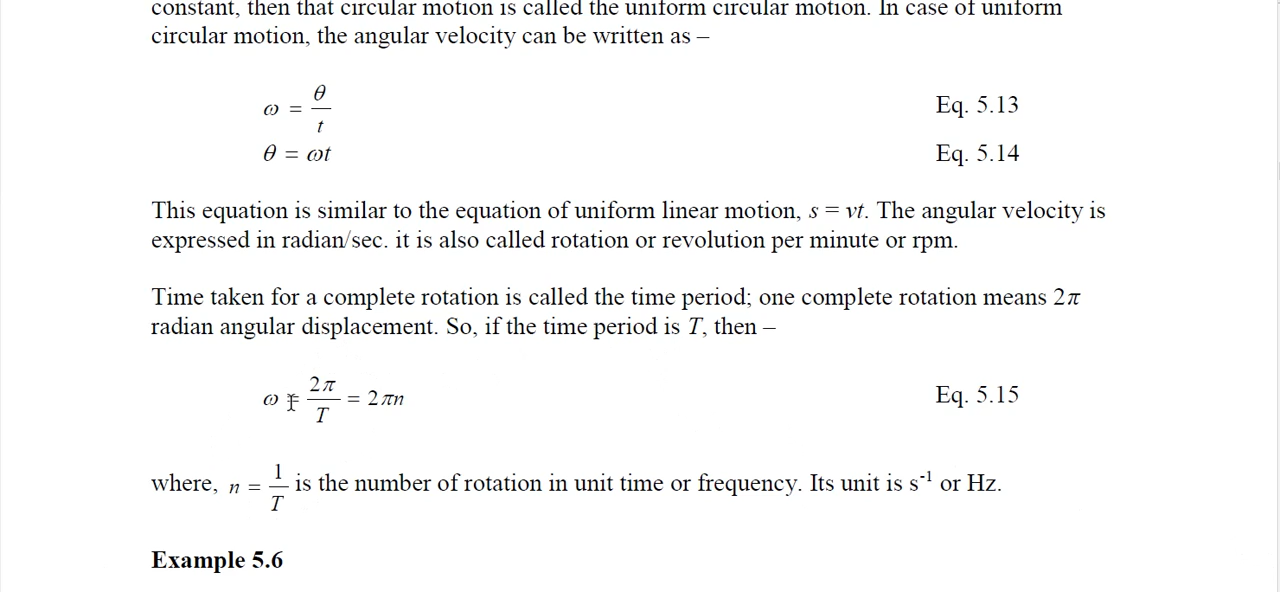 constant, then that circular motion is called the uniform circular motion. In case of uniform
circular motion, the angular velocity can be written as –
ω = θ/t Eq. 5.13
θ = ωt Eq. 5.14
This equation is similar to the equation of uniform linear motion, s = vt. The angular velocity is
expressed in radian/sec. it is also called rotation or revolution per minute or rpm.
Time taken for a complete rotation is called the time period; one complete rotation means 2π
radian angular displacement. So, if the time period is T, then –
ω = 2π/T = 2πn Eq. 5.15
where, n = 1/T is the number of rotation in unit time or frequency. Its unit is s⁻¹ or Hz.
Example 5.6